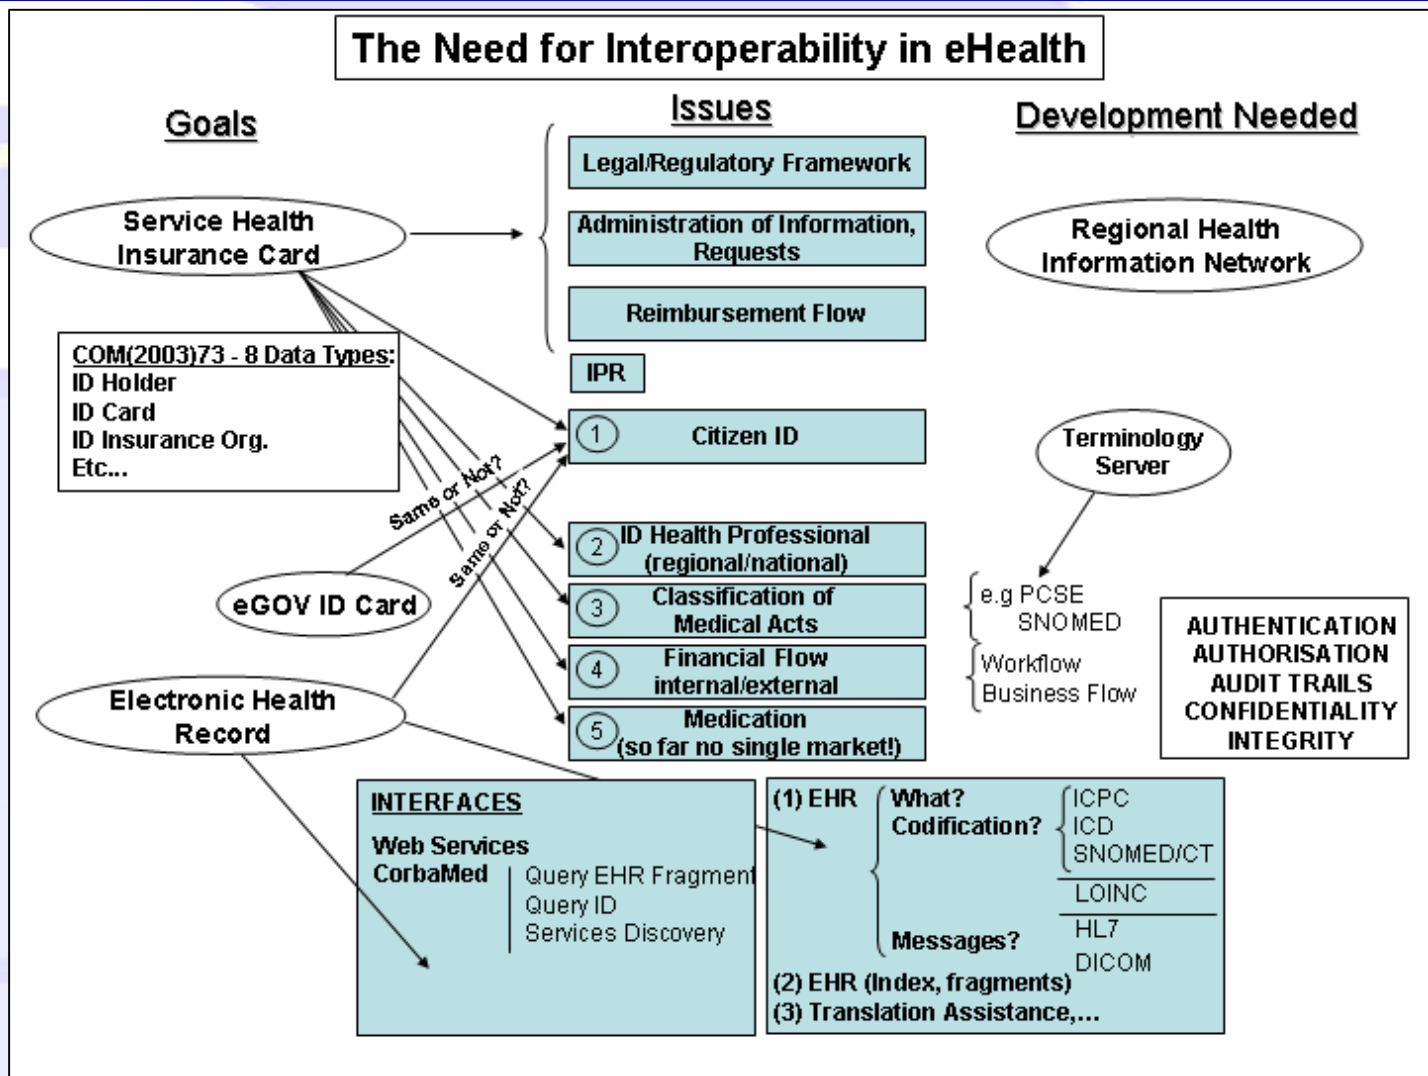 The Need for Interoperability in eHealth
Goals
Service Health
Insurance Card
COM(2003)73 - 8 Data Types:
ID Holder
ID Card
ID Insurance Org.
Etc...
Same or Not?
Same or Not?
eGOV ID Card
Electronic Health
Record
Issues
Legal/Regulatory Framework
Administration of Information,
Requests
Reimbursement Flow
IPR
1 Citizen ID
2 ID Health Professional
(regional/national)
3 Classification of
Medical Acts
4 Financial Flow
internal/external
5 Medication
(so far no single market!)
Development Needed
Regional Health
Information Network
Terminology
Server
e.g PCSE
SNOMED
Workflow
Business Flow
AUTHENTICATION
AUTHORISATION
AUDIT TRAILS
CONFIDENTIALITY
INTEGRITY
INTERFACES
Web Services
CorbaMed
Query EHR Fragment
Query ID
Services Discovery
(1) EHR
What?
Codification?
ICPC
ICD
SNOMED/CT
LOINC
Messages?
HL7
DICOM
(2) EHR (Index, fragments)
(3) Translation Assistance,...